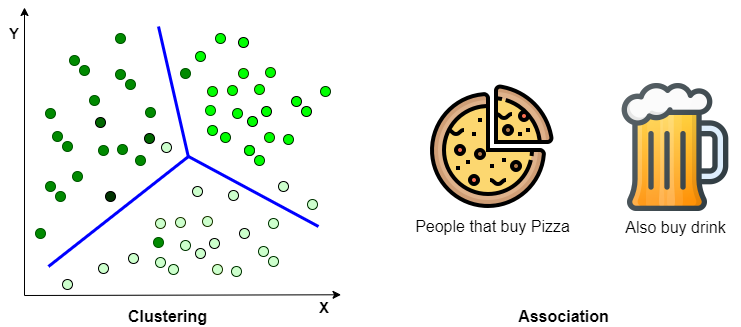 Y
X
Clustering
People that buy Pizza
Also buy drink
Association